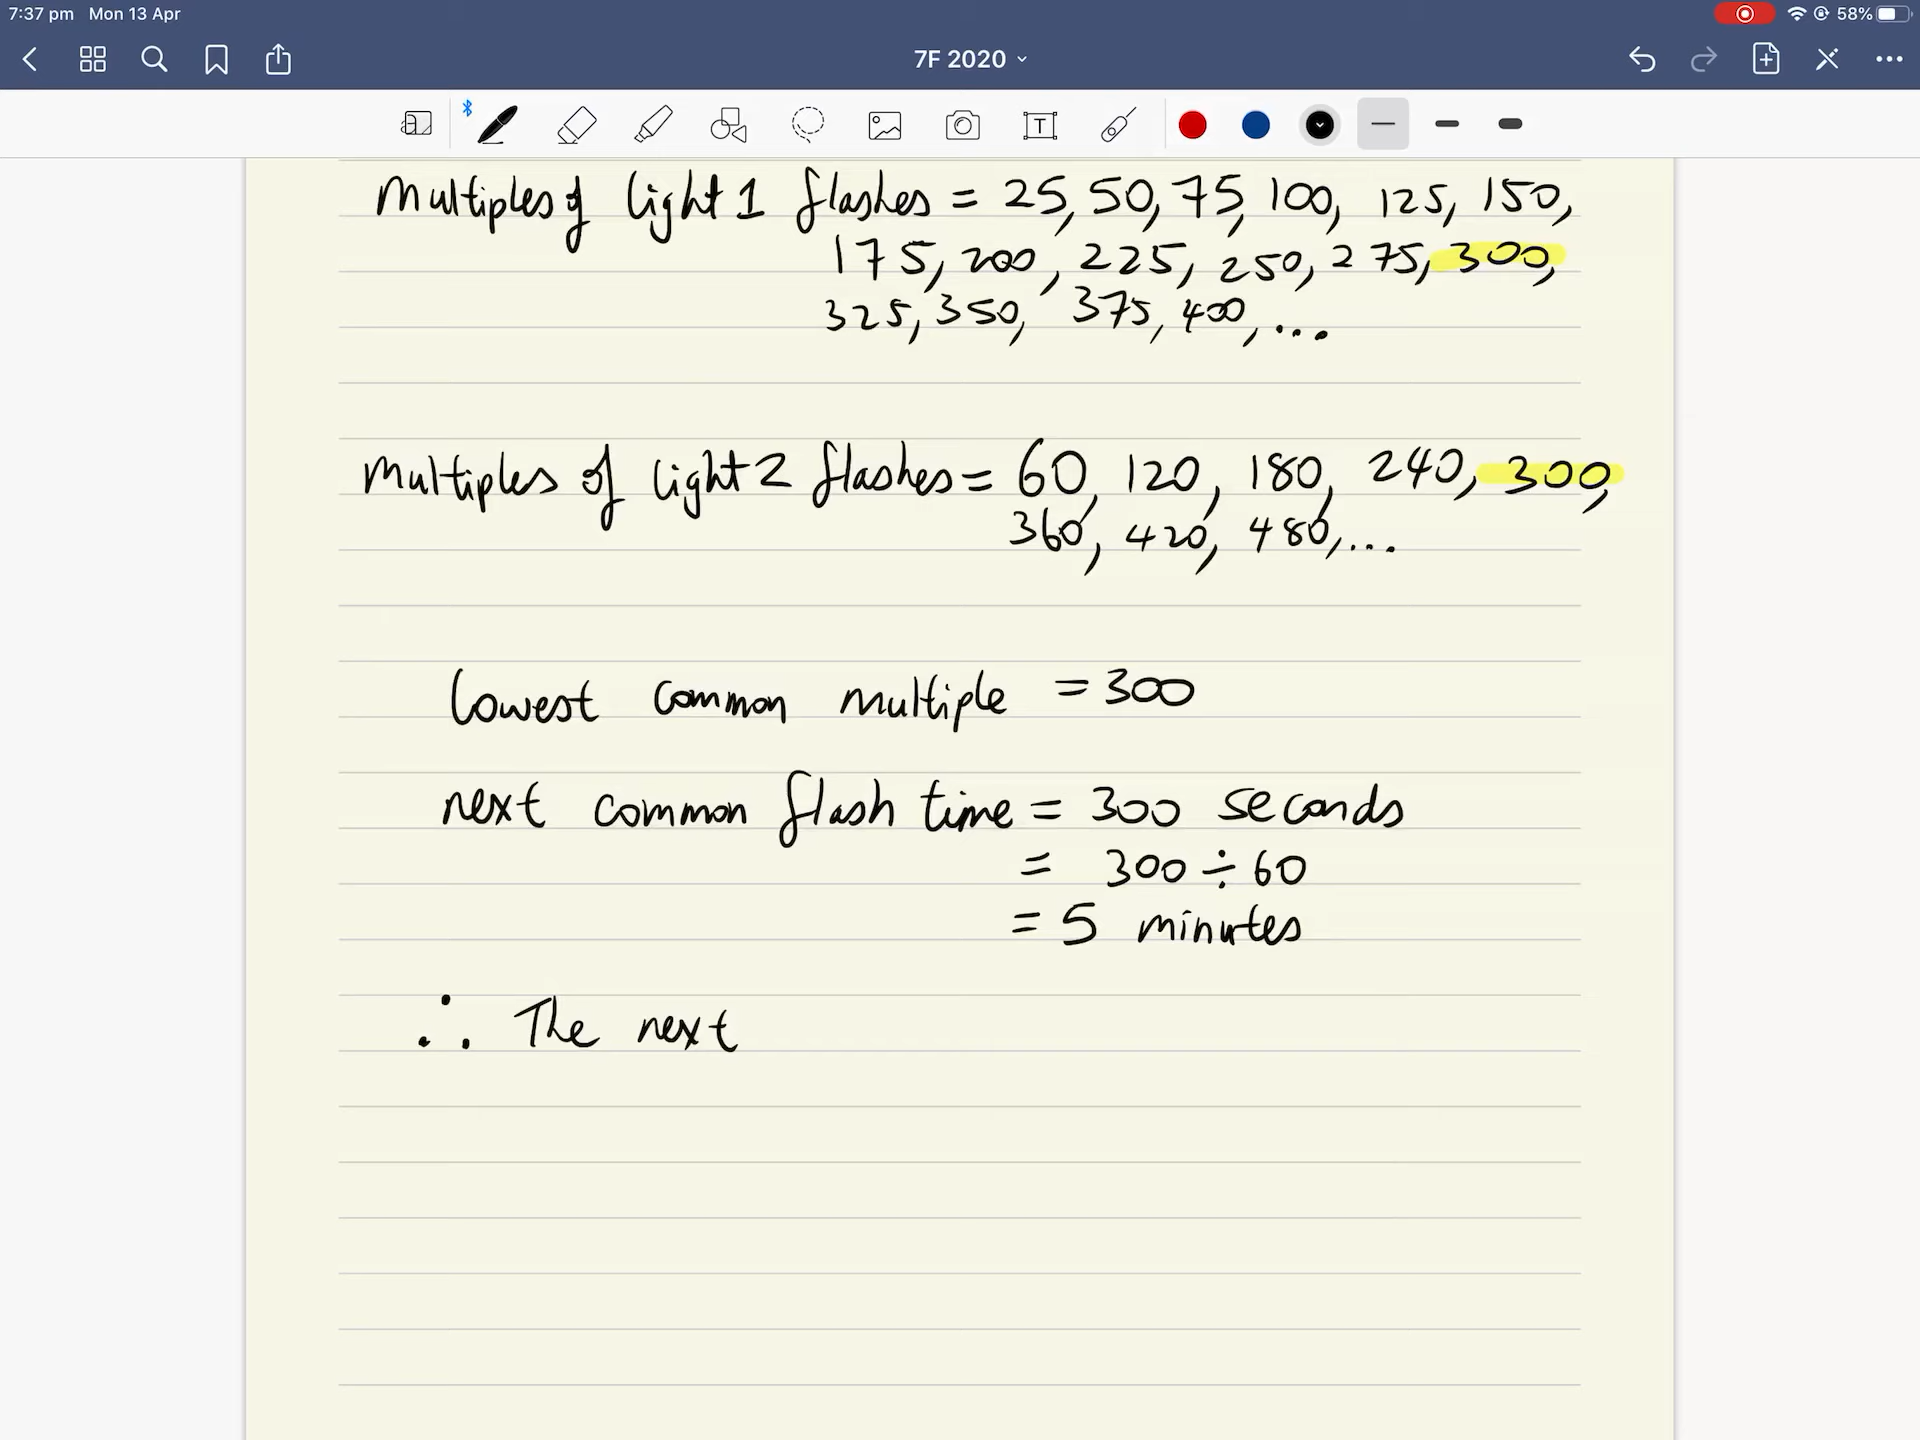 7:37 pm Mon 13 Apr 58%
7F 2020
Multiples of light 1 flashes = 25, 50, 75, 100, 125, 150,
175, 200, 225, 250, 275, 300,
325, 350, 375, 400, ...
Multiples of light 2 flashes = 60, 120, 180, 240, 300,
360, 420, 480, ...
lowest common multiple = 300
next common flash time = 300 seconds
= 300 ÷ 60
= 5 minutes
∴ The next